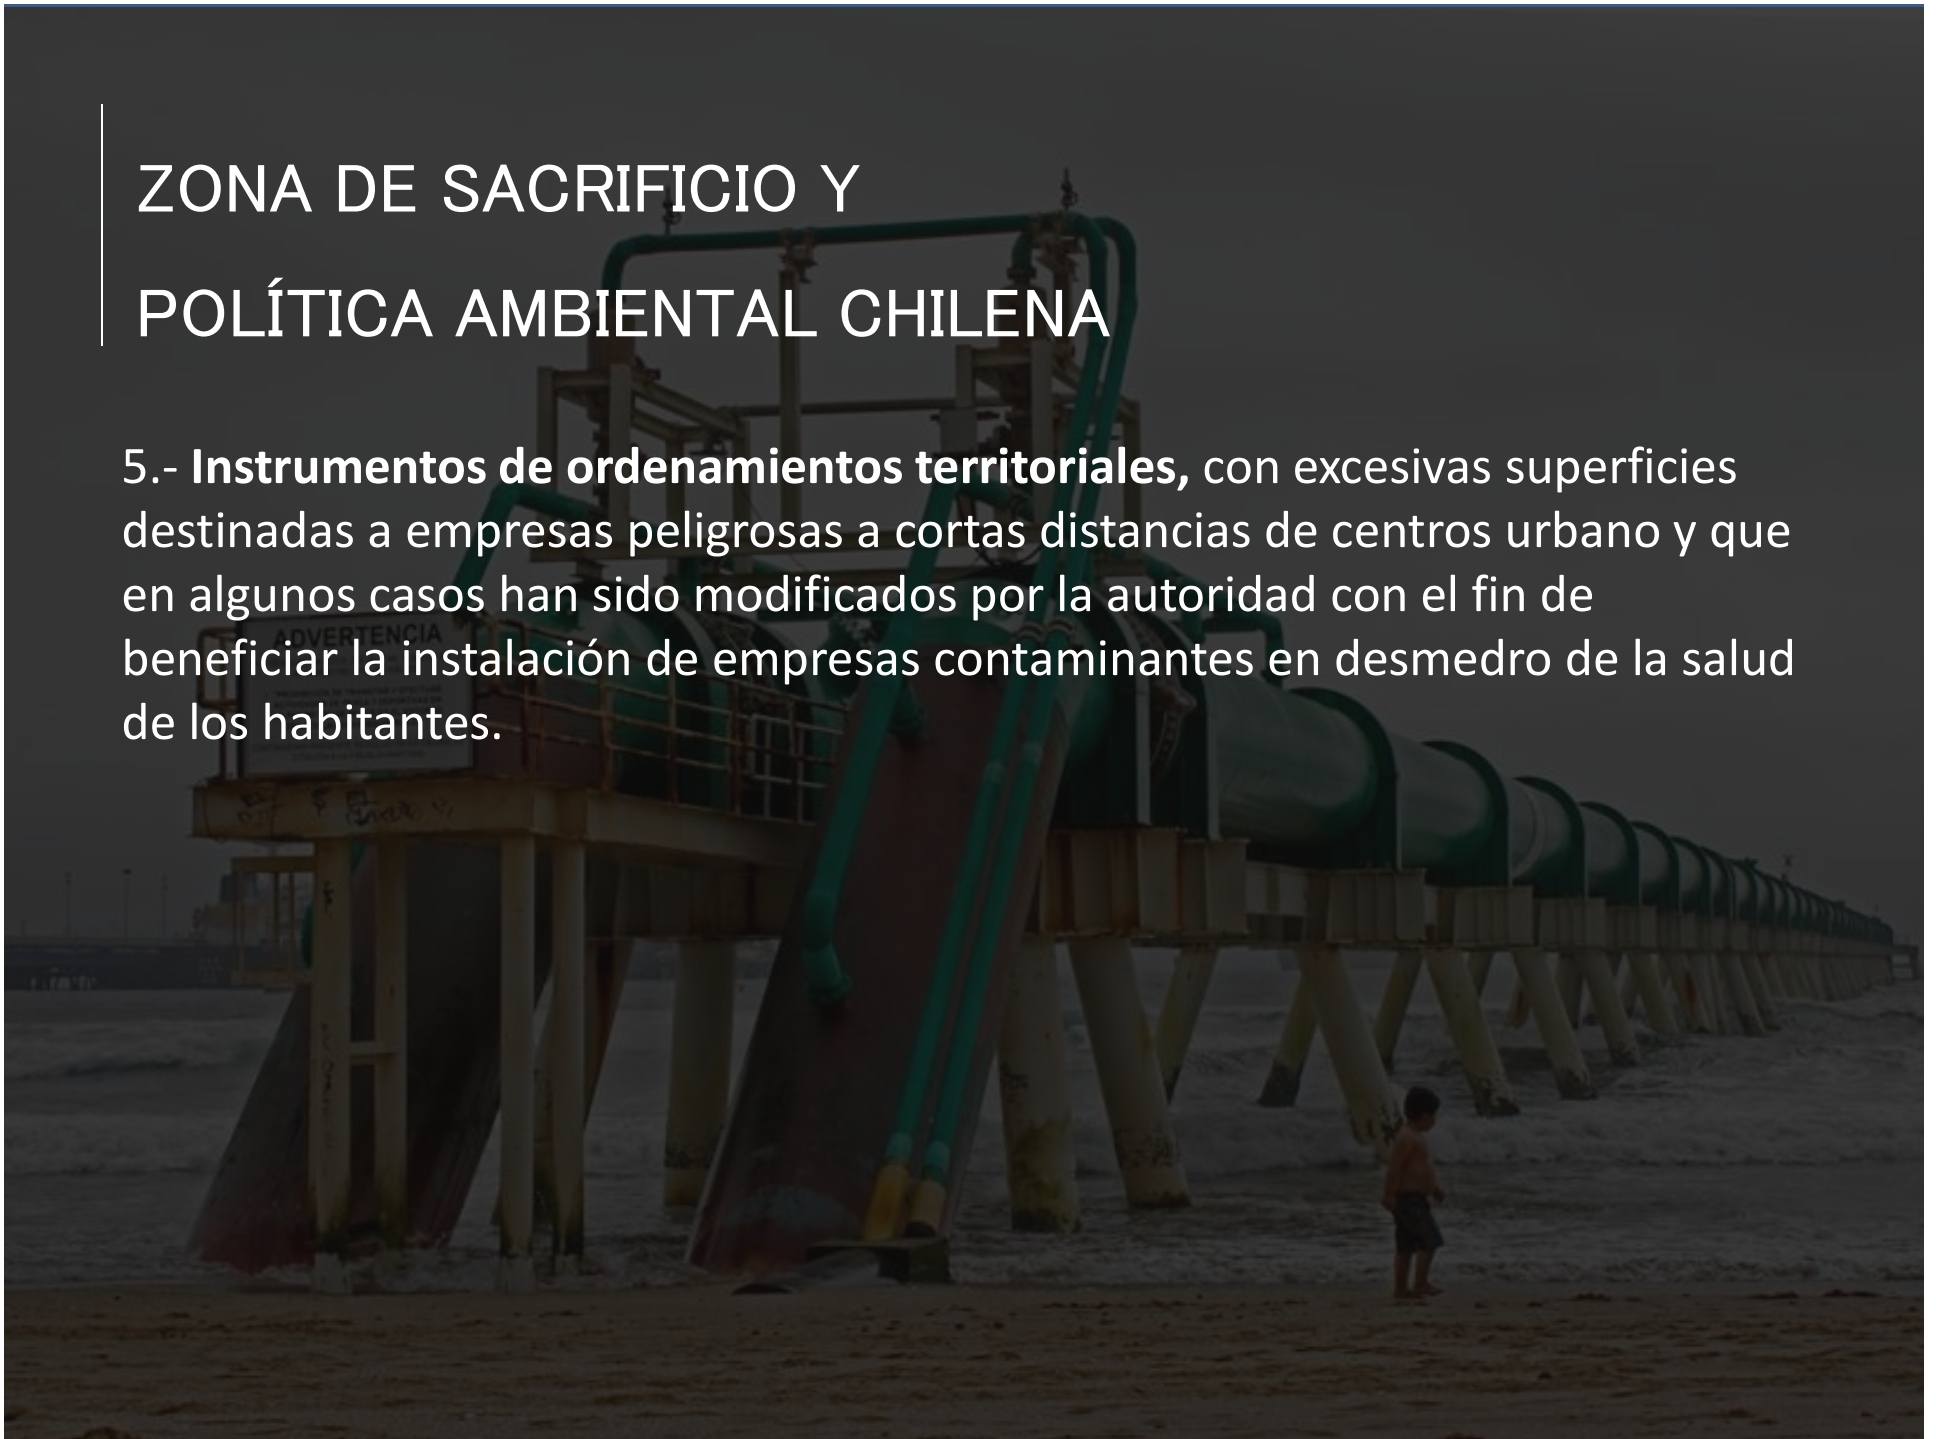 ZONA DE SACRIFICIO Y
POLÍTICA AMBIENTAL CHILENA
5.- Instrumentos de ordenamientos territoriales, con excesivas superficies
destinadas a empresas peligrosas a cortas distancias de centros urbano y que
en algunos casos han sido modificados por la autoridad con el fin de
beneficiar la instalación de empresas contaminantes en desmedro de la salud
de los habitantes.
ADVERTENCIA